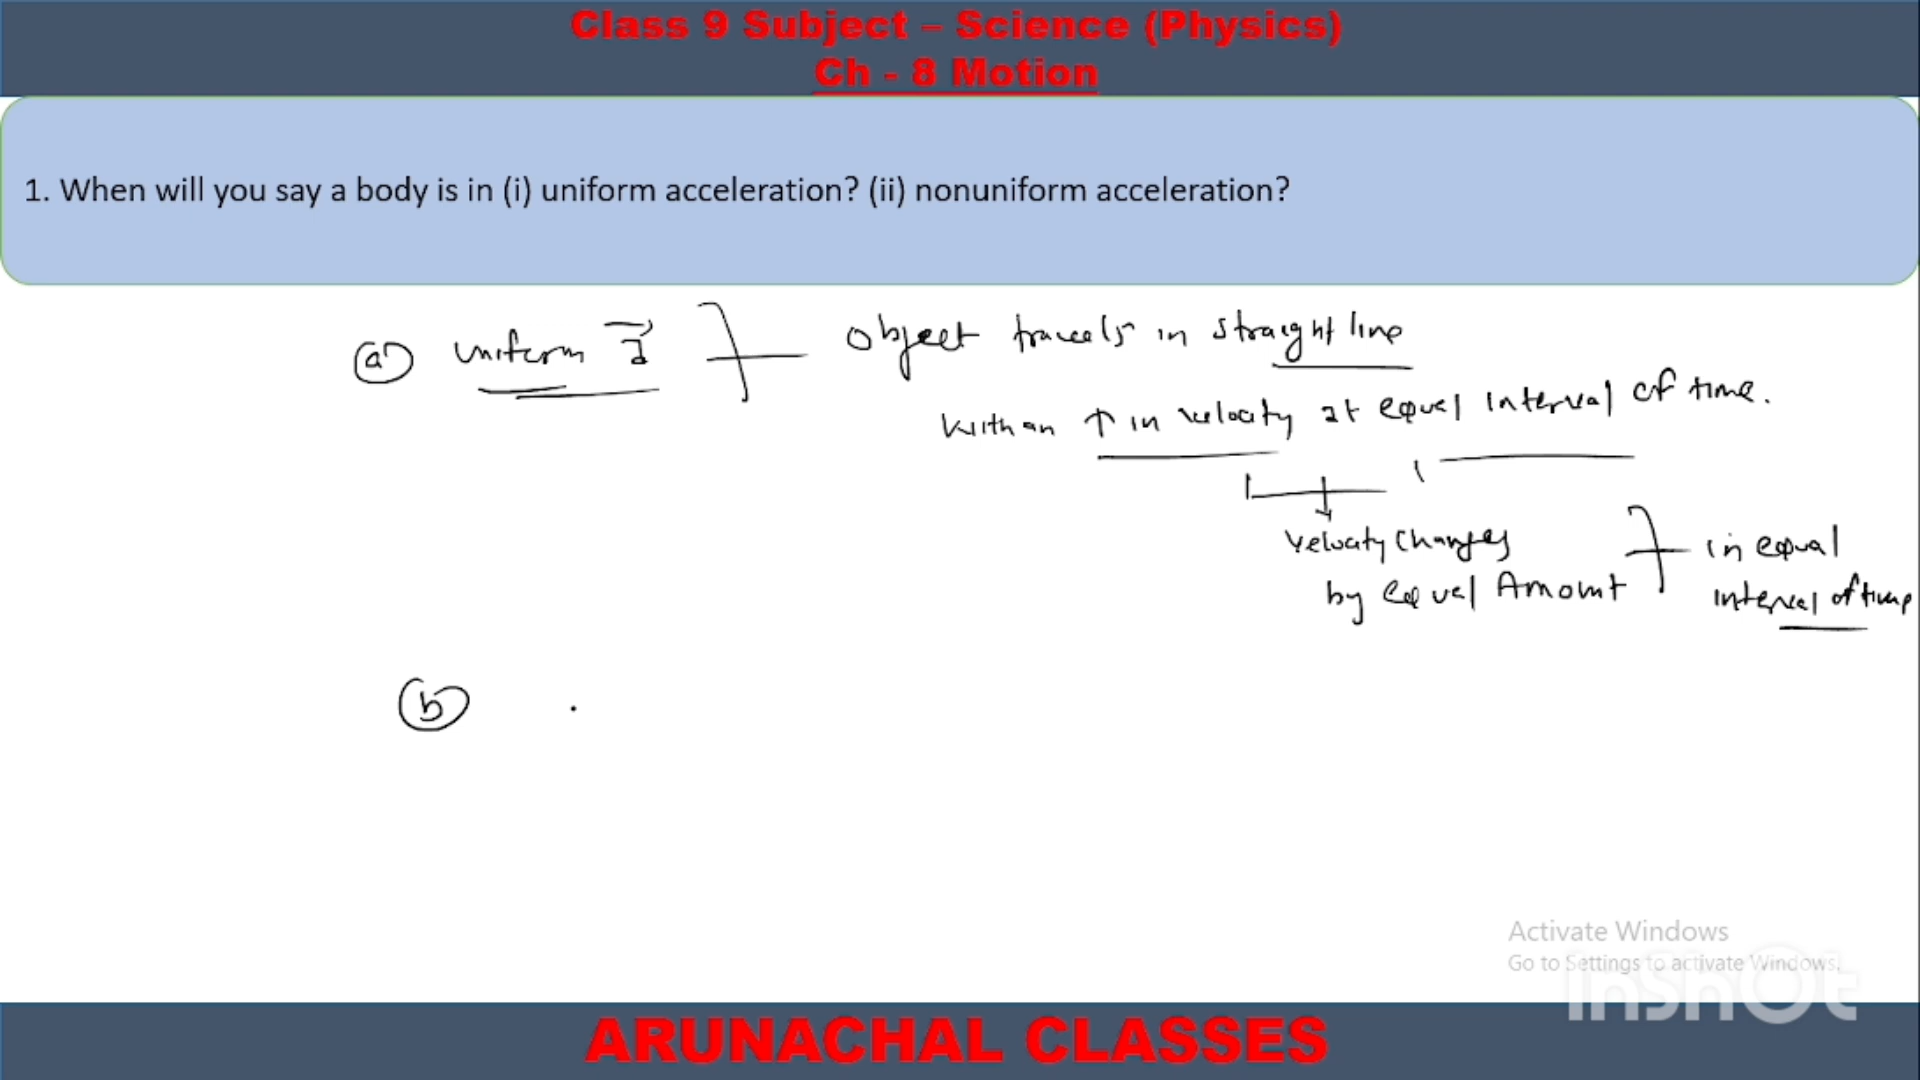 Class 9 Subject – Science (Physics)
Ch - 8 Motion
1. When will you say a body is in (i) uniform acceleration? (ii) nonuniform acceleration?
(a) uniform a⃗
Object travels in straight line
with an ↑ in velocity at equal interval of time.
Velocity changes
by equal Amount
in equal
interval of time
(b)
Activate Windows
Go to Settings to activate Windows.
InShOt
ARUNACHAL CLASSES